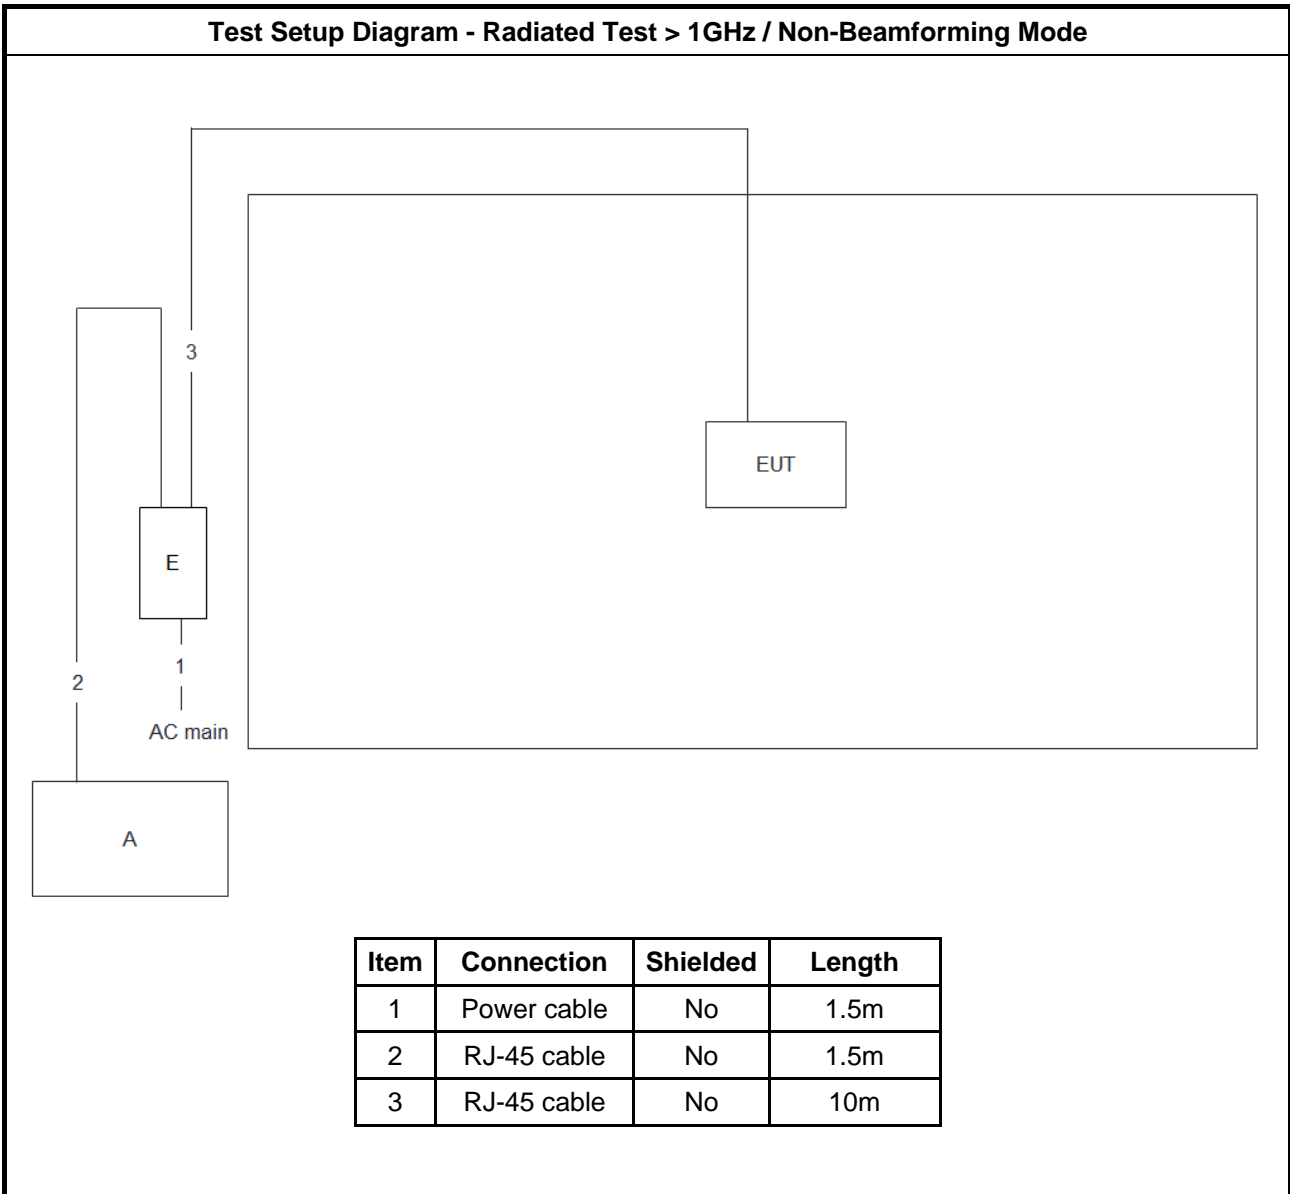 Test Setup Diagram - Radiated Test > 1GHz / Non-Beamforming Mode
3
EUT
E
1
2
AC main
A
Item Connection Shielded Length
1 Power cable No 1.5m
2 RJ-45 cable No 1.5m
3 RJ-45 cable No 10m